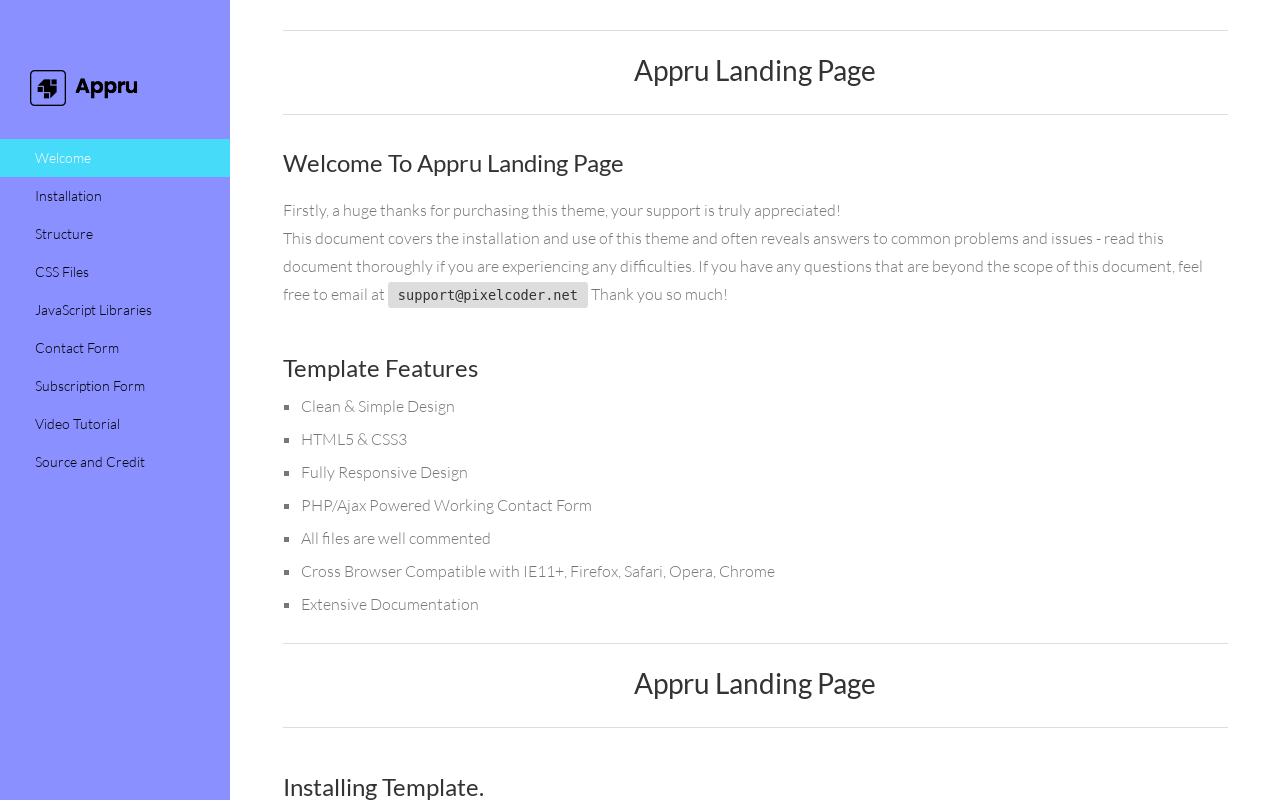 Appru
Welcome
Installation
Structure
CSS Files
JavaScript Libraries
Contact Form
Subscription Form
Video Tutorial
Source and Credit
Appru Landing Page
Welcome To Appru Landing Page
Firstly, a huge thanks for purchasing this theme, your support is truly appreciated!
This document covers the installation and use of this theme and often reveals answers to common problems and issues - read this
document thoroughly if you are experiencing any difficulties. If you have any questions that are beyond the scope of this document, feel
free to email at support@pixelcoder.net Thank you so much!
Template Features
Clean & Simple Design
HTML5 & CSS3
Fully Responsive Design
PHP/Ajax Powered Working Contact Form
All files are well commented
Cross Browser Compatible with IE11+, Firefox, Safari, Opera, Chrome
Extensive Documentation
Appru Landing Page
Installing Template.